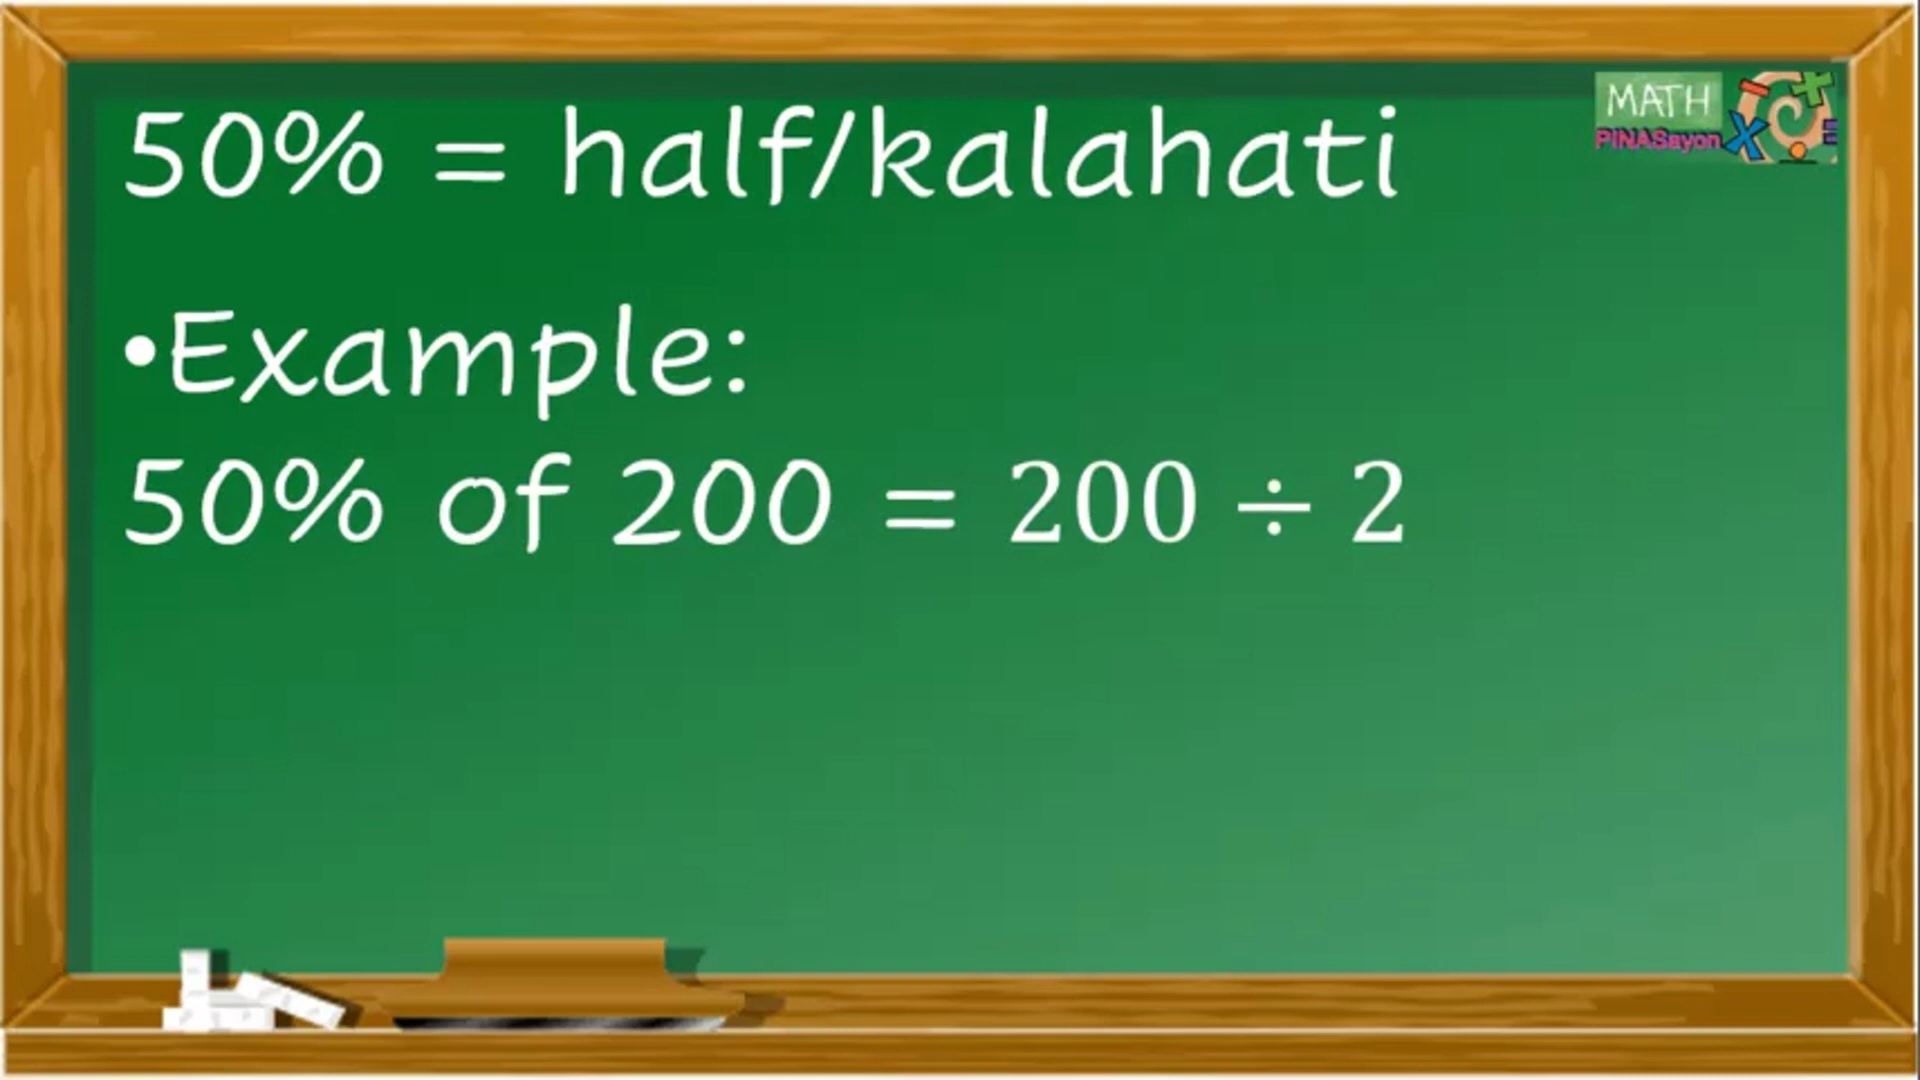 50% = half/kalahati
MATH
PINASayon
•Example:
50% of 200 = 200 ÷ 2